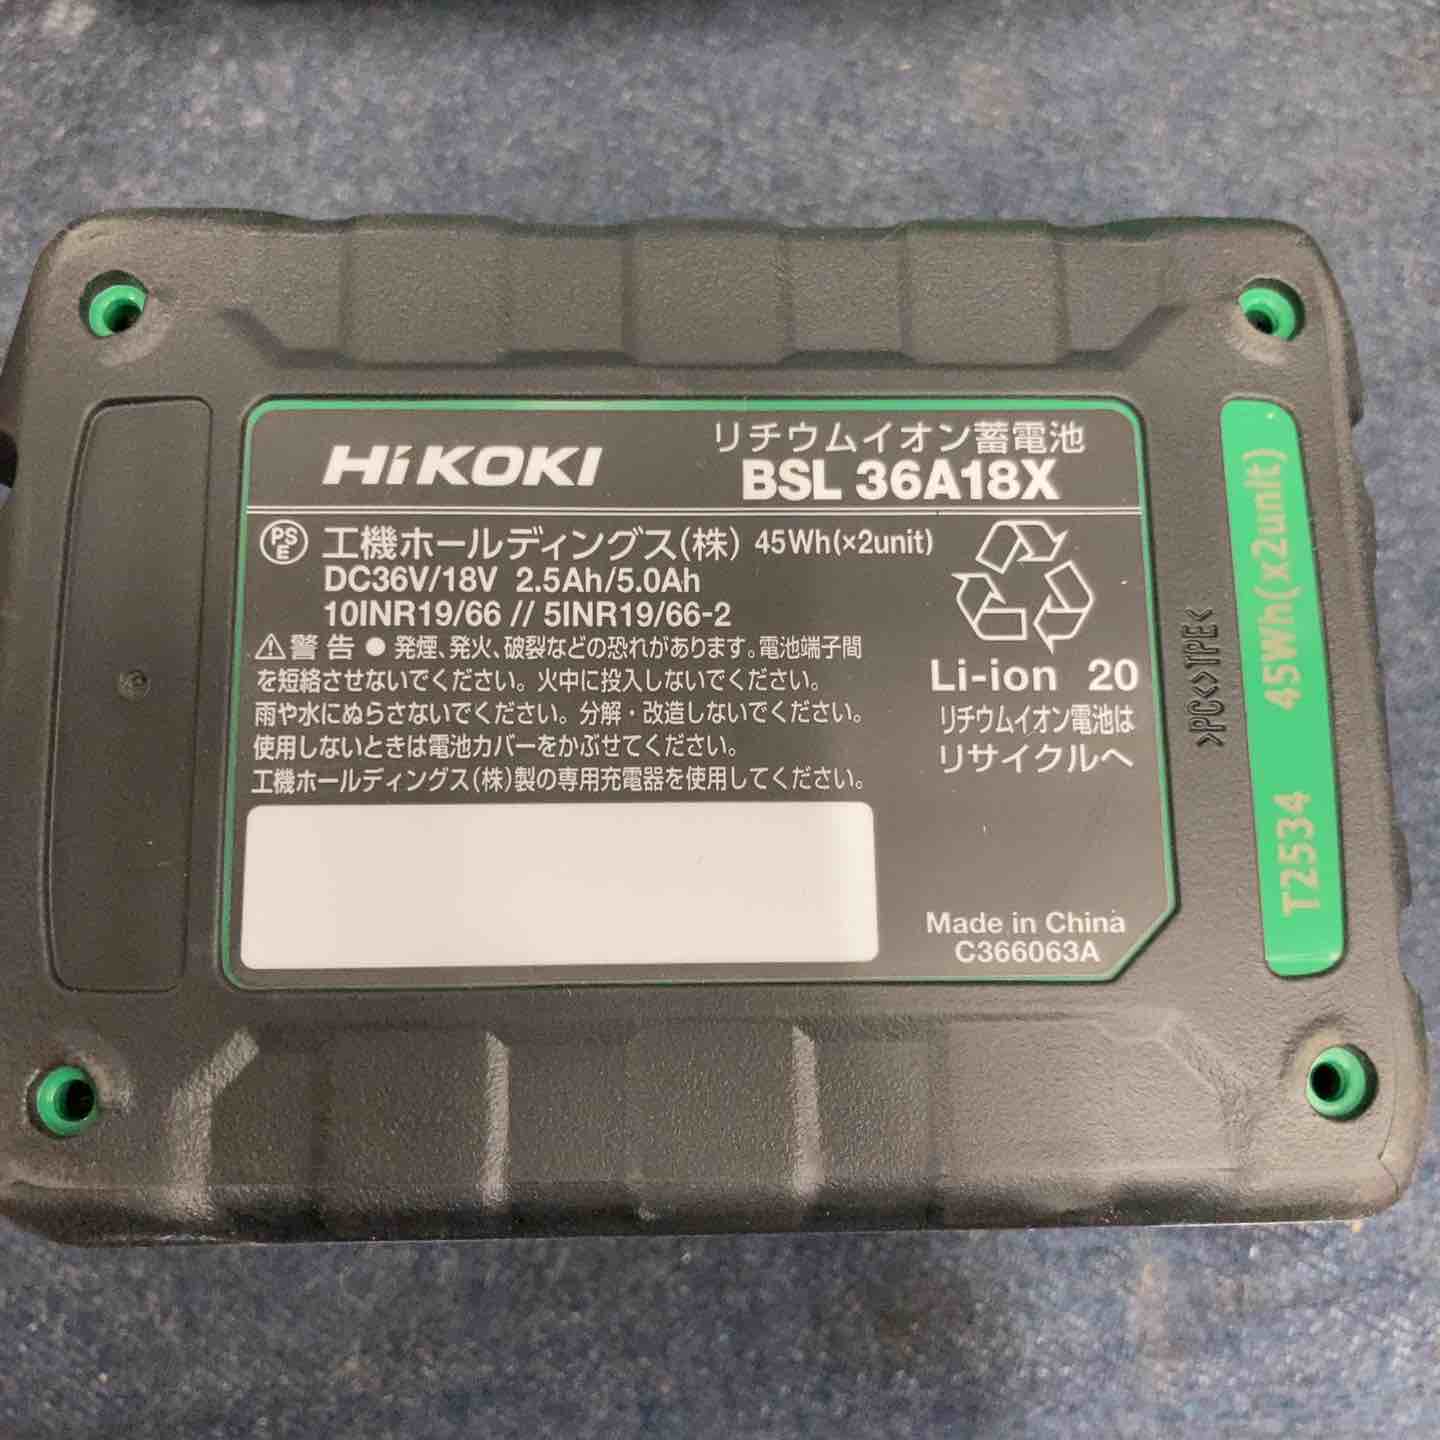 HiKOKI
リチウムイオン蓄電池
BSL 36A18X
PS
E
工機ホールディングス(株) 45Wh(×2unit)
DC36V/18V 2.5Ah/5.0Ah
10INR19/66 // 5INR19/66-2
⚠警告 ● 発煙、発火、破裂などの恐れがあります。電池端子間
を短絡させないでください。火中に投入しないでください。
雨や水にぬらさないでください。分解・改造しないでください。
使用しないときは電池カバーをかぶせてください。
工機ホールディングス(株)製の専用充電器を使用してください。
Li-ion 20
リチウムイオン電池は
リサイクルへ
Made in China
C366063A
>PC<>TPE<
45Wh(x2unit)
T2534